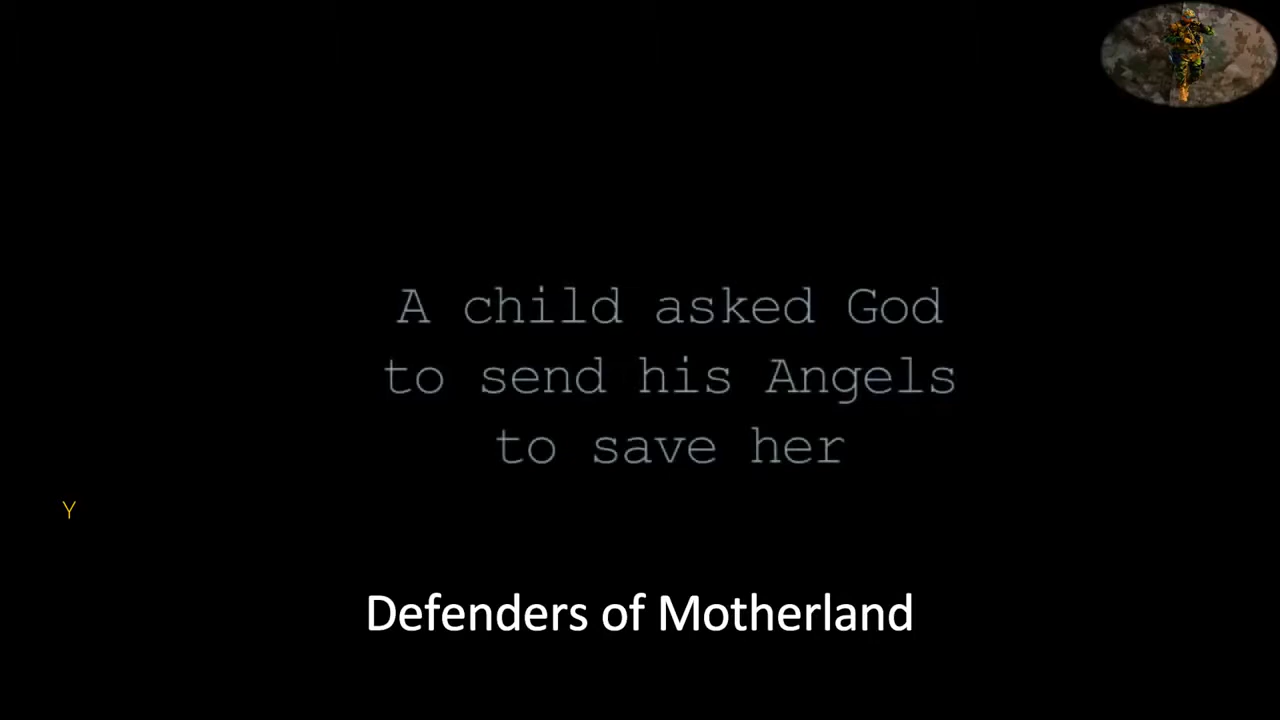 A child asked God
to send his Angels
to save her
Y
Defenders of Motherland